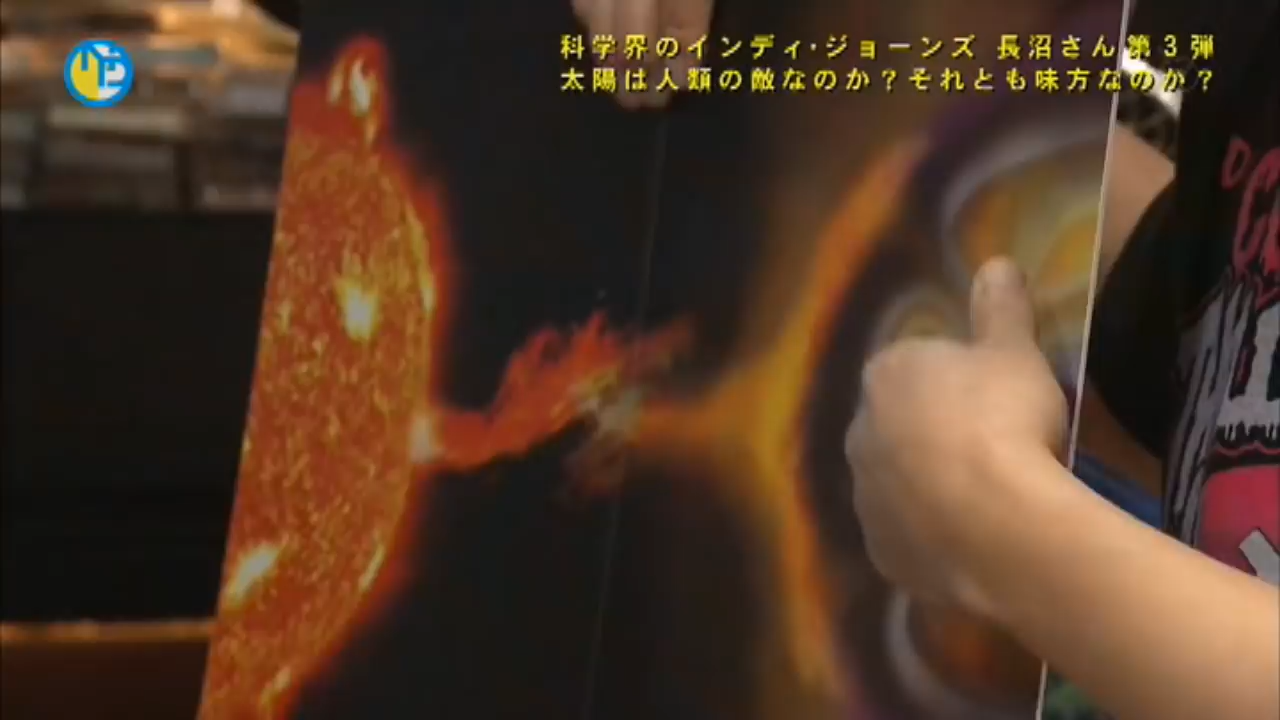 科学界のインディ・ジョーンズ 長沼さん第3弾
太陽は人類の敵なのか?それとも味方なのか?